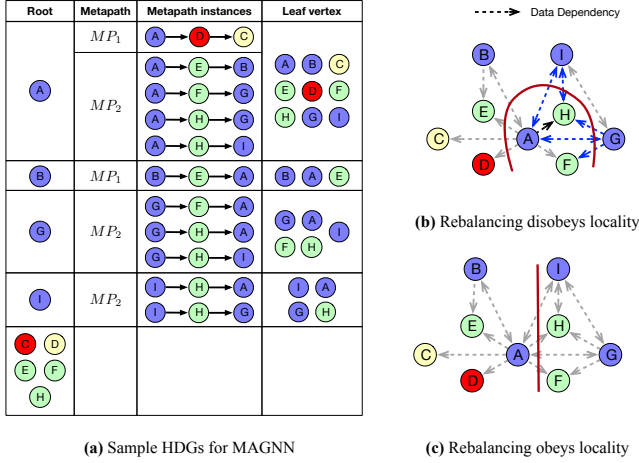 Root Metapath Metapath instances Leaf vertex
A MP1 A D C
MP2 A E B
A F G
A H G
A H I
A B C
E D F
H G I
B MP1 B E A B A E
G MP2 G F A
G H A
G H I
G A I
F H
I MP2 I H A
I H G
I A
G H
C D
E F
H
(a) Sample HDGs for MAGNN
Data Dependency
B I
E H
C A G
D F
(b) Rebalancing disobeys locality
B I
E H
C A G
D F
(c) Rebalancing obeys locality